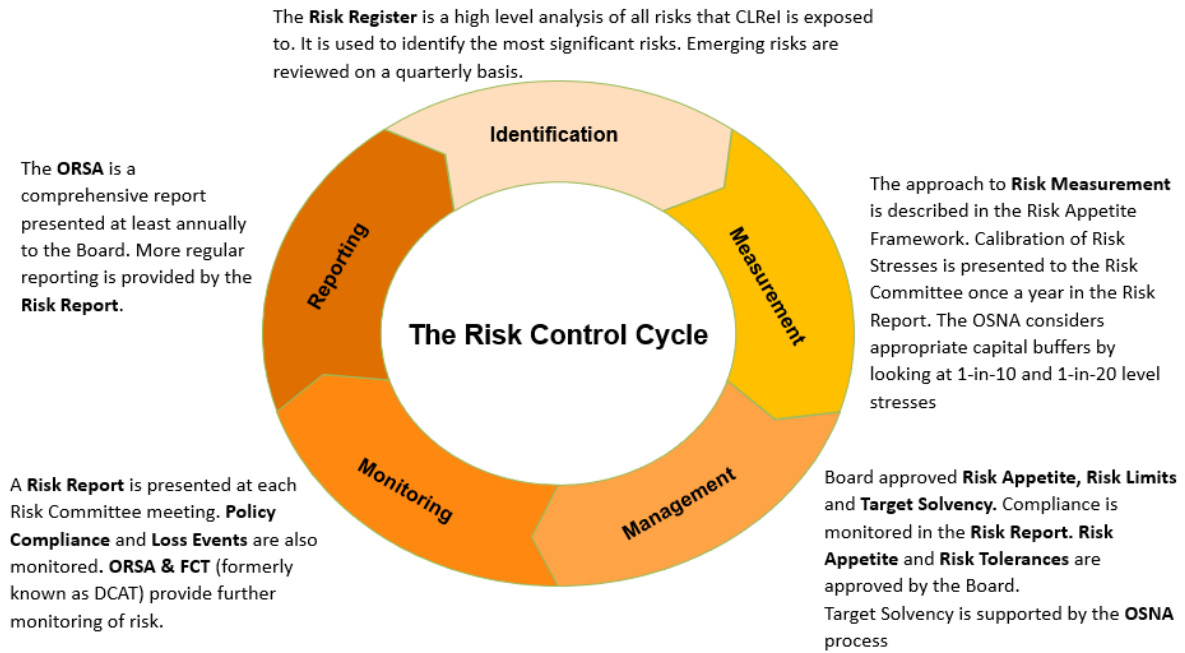 The Risk Register is a high level analysis of all risks that CLReI is exposed
to. It is used to identify the most significant risks. Emerging risks are
reviewed on a quarterly basis.
Identification
The ORSA is a
comprehensive report
presented at least annually
to the Board. More regular
reporting is provided by the
Risk Report.
Reporting
Measurement
The approach to Risk Measurement
is described in the Risk Appetite
Framework. Calibration of Risk
Stresses is presented to the Risk
Committee once a year in the Risk
Report. The OSNA considers
appropriate capital buffers by
looking at 1-in-10 and 1-in-20 level
stresses
The Risk Control Cycle
A Risk Report is presented at each
Risk Committee meeting. Policy
Compliance and Loss Events are also
monitored. ORSA & FCT (formerly
known as DCAT) provide further
monitoring of risk.
Monitoring
Management
Board approved Risk Appetite, Risk Limits
and Target Solvency. Compliance is
monitored in the Risk Report. Risk
Appetite and Risk Tolerances are
approved by the Board.
Target Solvency is supported by the OSNA
process